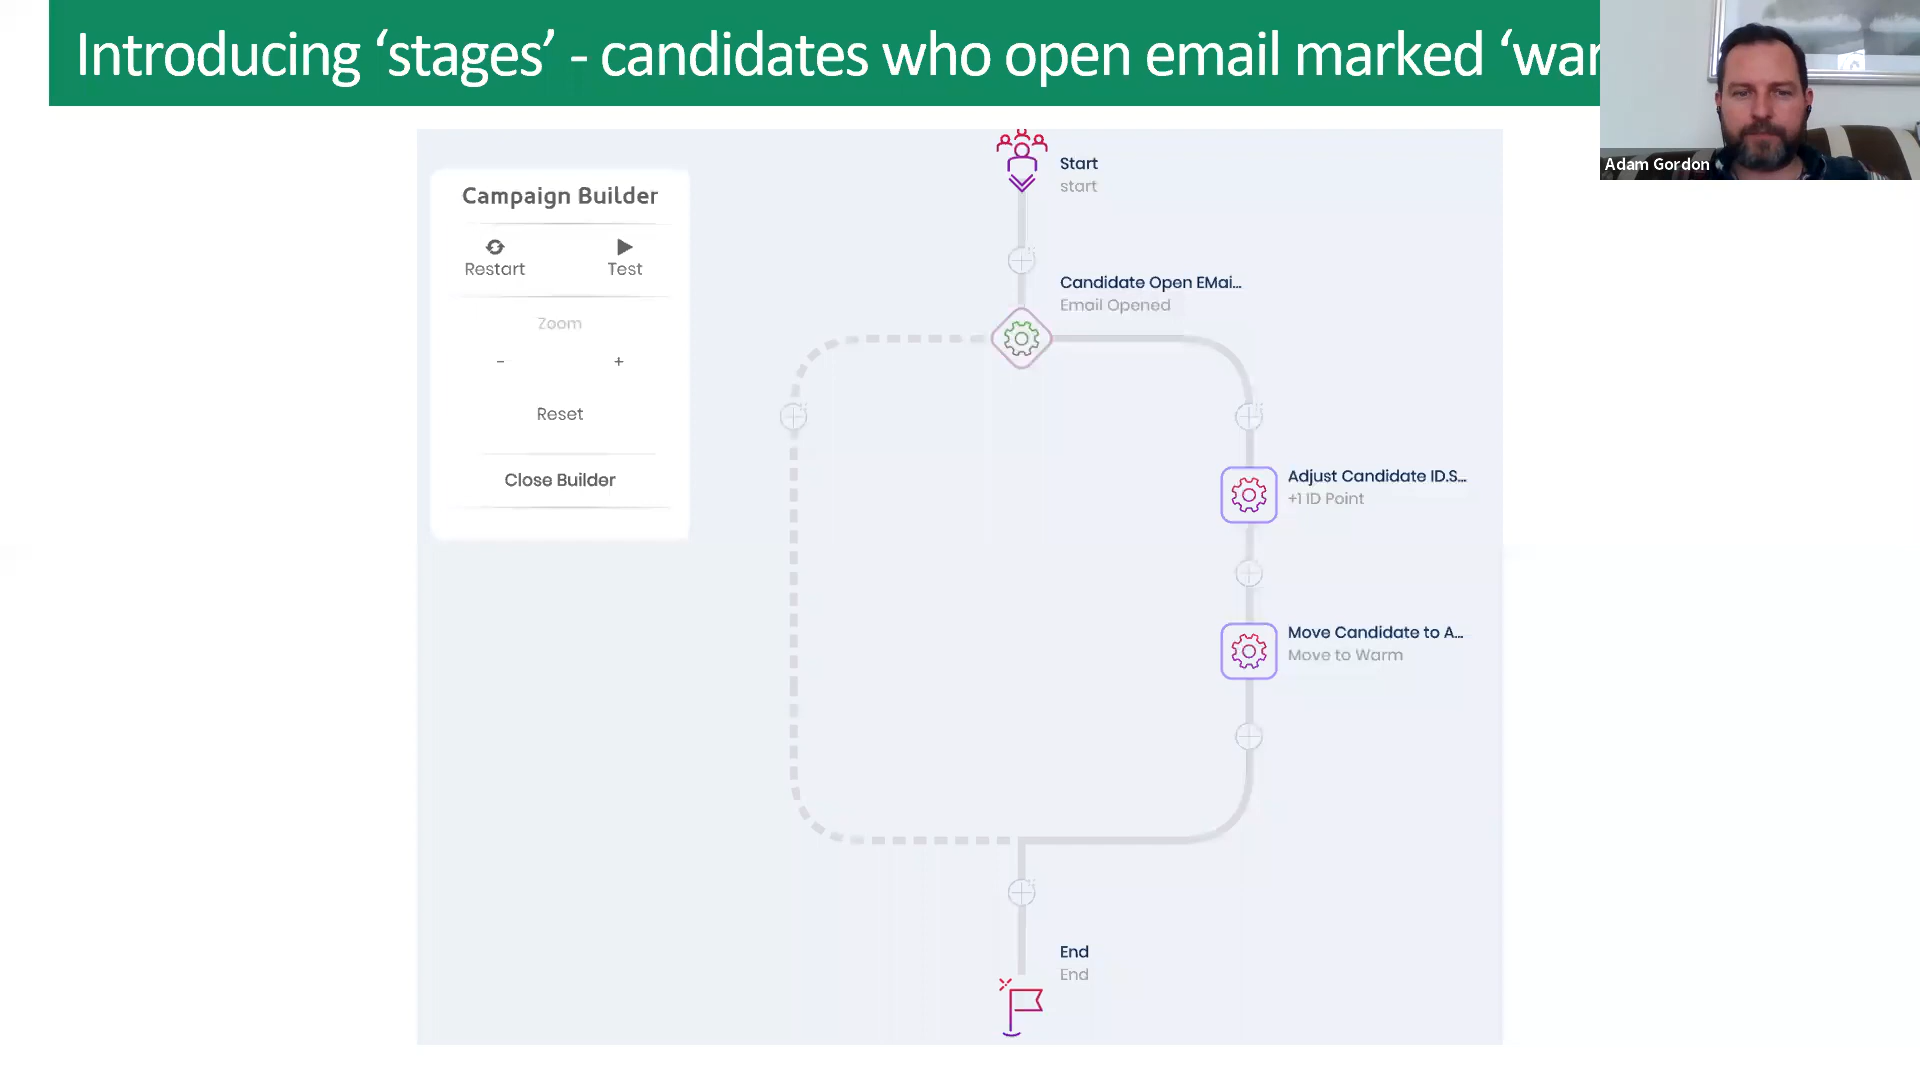 Introducing ‘stages’ - candidates who open email marked ‘war
Adam Gordon
Campaign Builder
Restart
Test
Zoom
-
+
Reset
Close Builder
Start
start
Candidate Open EMai...
Email Opened
Adjust Candidate ID.S...
+1 ID Point
Move Candidate to A...
Move to Warm
End
End